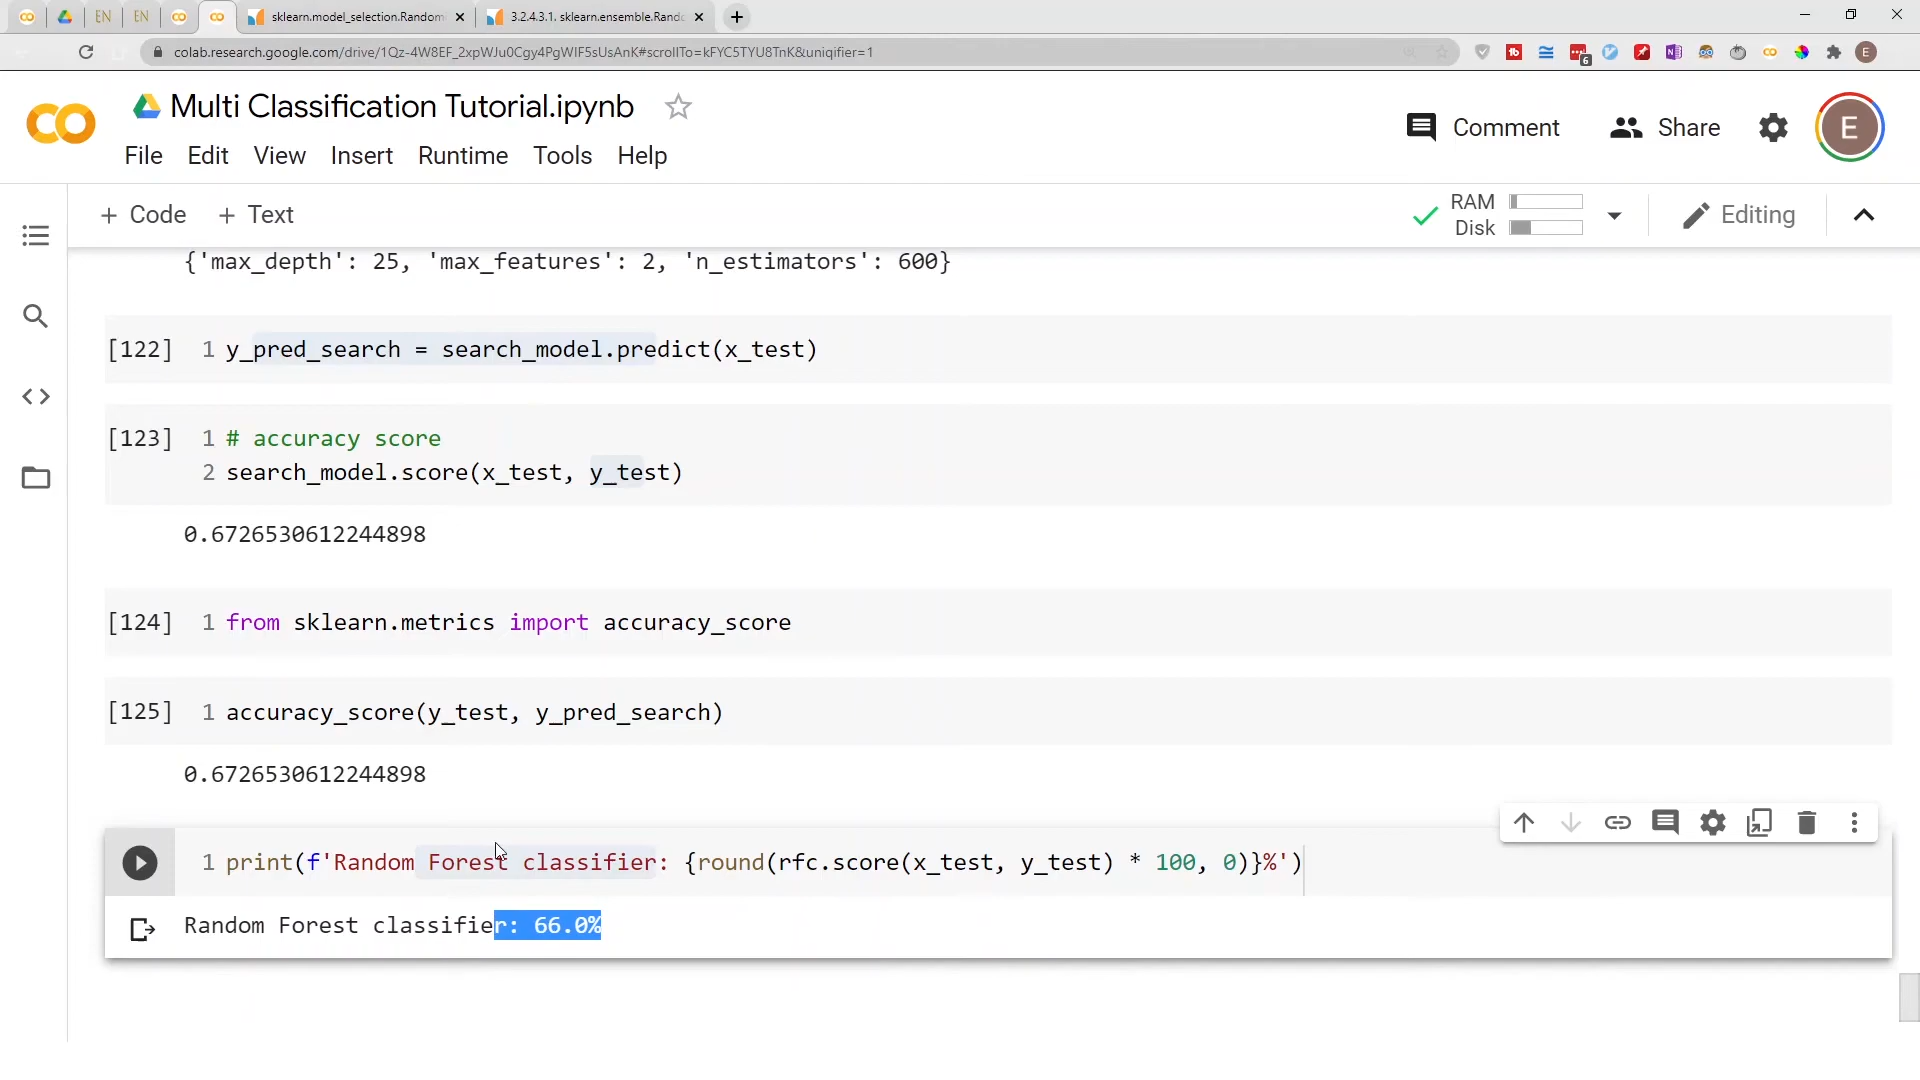 EN
EN
sklearn.model_selection.Random
3.2.4.3.1. sklearn.ensemble.Rand
colab.research.google.com/drive/1Qz-4W8EF_2xpWJu0Cgy4PgWIF5sUsAnK#scrollTo=kFYC5TYU8TnK&uniqifier=1
6
E
Multi Classification Tutorial.ipynb
Comment
Share
E
File Edit View Insert Runtime Tools Help
+ Code + Text
RAM
Disk
Editing
{'max_depth': 25, 'max_features': 2, 'n_estimators': 600}
[122] 1 y_pred_search = search_model.predict(x_test)
[123] 1 # accuracy score
2 search_model.score(x_test, y_test)
0.6726530612244898
[124] 1 from sklearn.metrics import accuracy_score
[125] 1 accuracy_score(y_test, y_pred_search)
0.6726530612244898
1 print(f'Random Forest classifier: {round(rfc.score(x_test, y_test) * 100, 0)}%')
Random Forest classifier: 66.0%